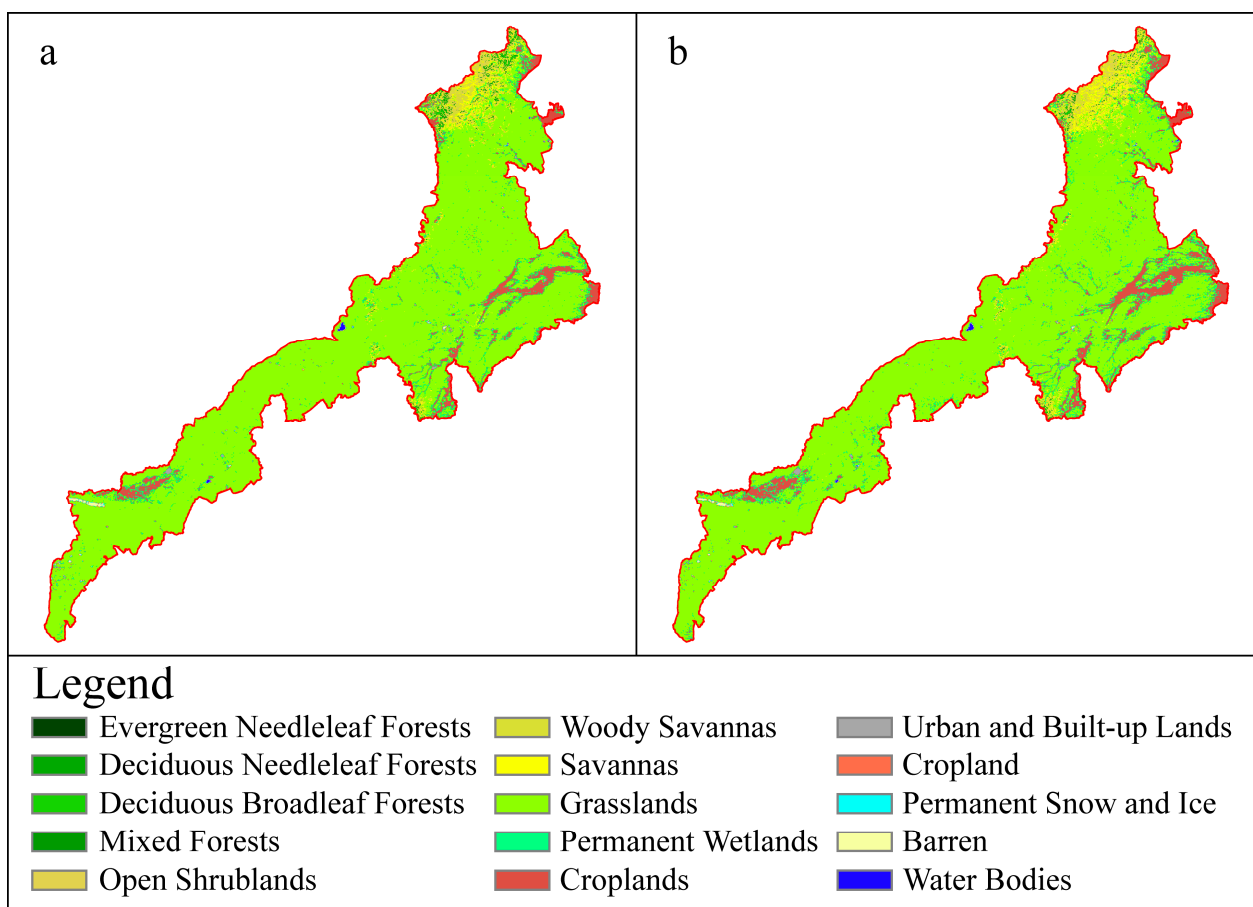 a
b
Legend
Evergreen Needleleaf Forests
Deciduous Needleleaf Forests
Deciduous Broadleaf Forests
Mixed Forests
Open Shrublands
Woody Savannas
Savannas
Grasslands
Permanent Wetlands
Croplands
Urban and Built-up Lands
Cropland
Permanent Snow and Ice
Barren
Water Bodies